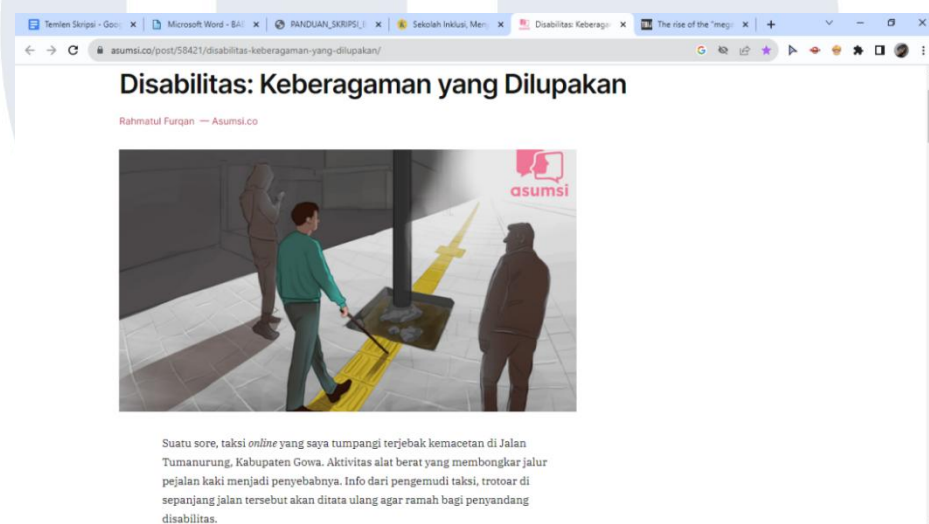 Temlen Skripsi - Goog
Microsoft Word - BAB
PANDUAN_SKRIPSI_
Sekolah Inklusi, Menj
Disabilitas: Keberaga
The rise of the "mega
asumsi.co/post/58421/disabilitas-keberagaman-yang-dilupakan/
Disabilitas: Keberagaman yang Dilupakan
Rahmatul Furqan — Asumsi.co
asumsi
Suatu sore, taksi online yang saya tumpangi terjebak kemacetan di Jalan
Tumanurung, Kabupaten Gowa. Aktivitas alat berat yang membongkar jalur
pejalan kaki menjadi penyebabnya. Info dari pengemudi taksi, trotoar di
sepanjang jalan tersebut akan ditata ulang agar ramah bagi penyandang
disabilitas.